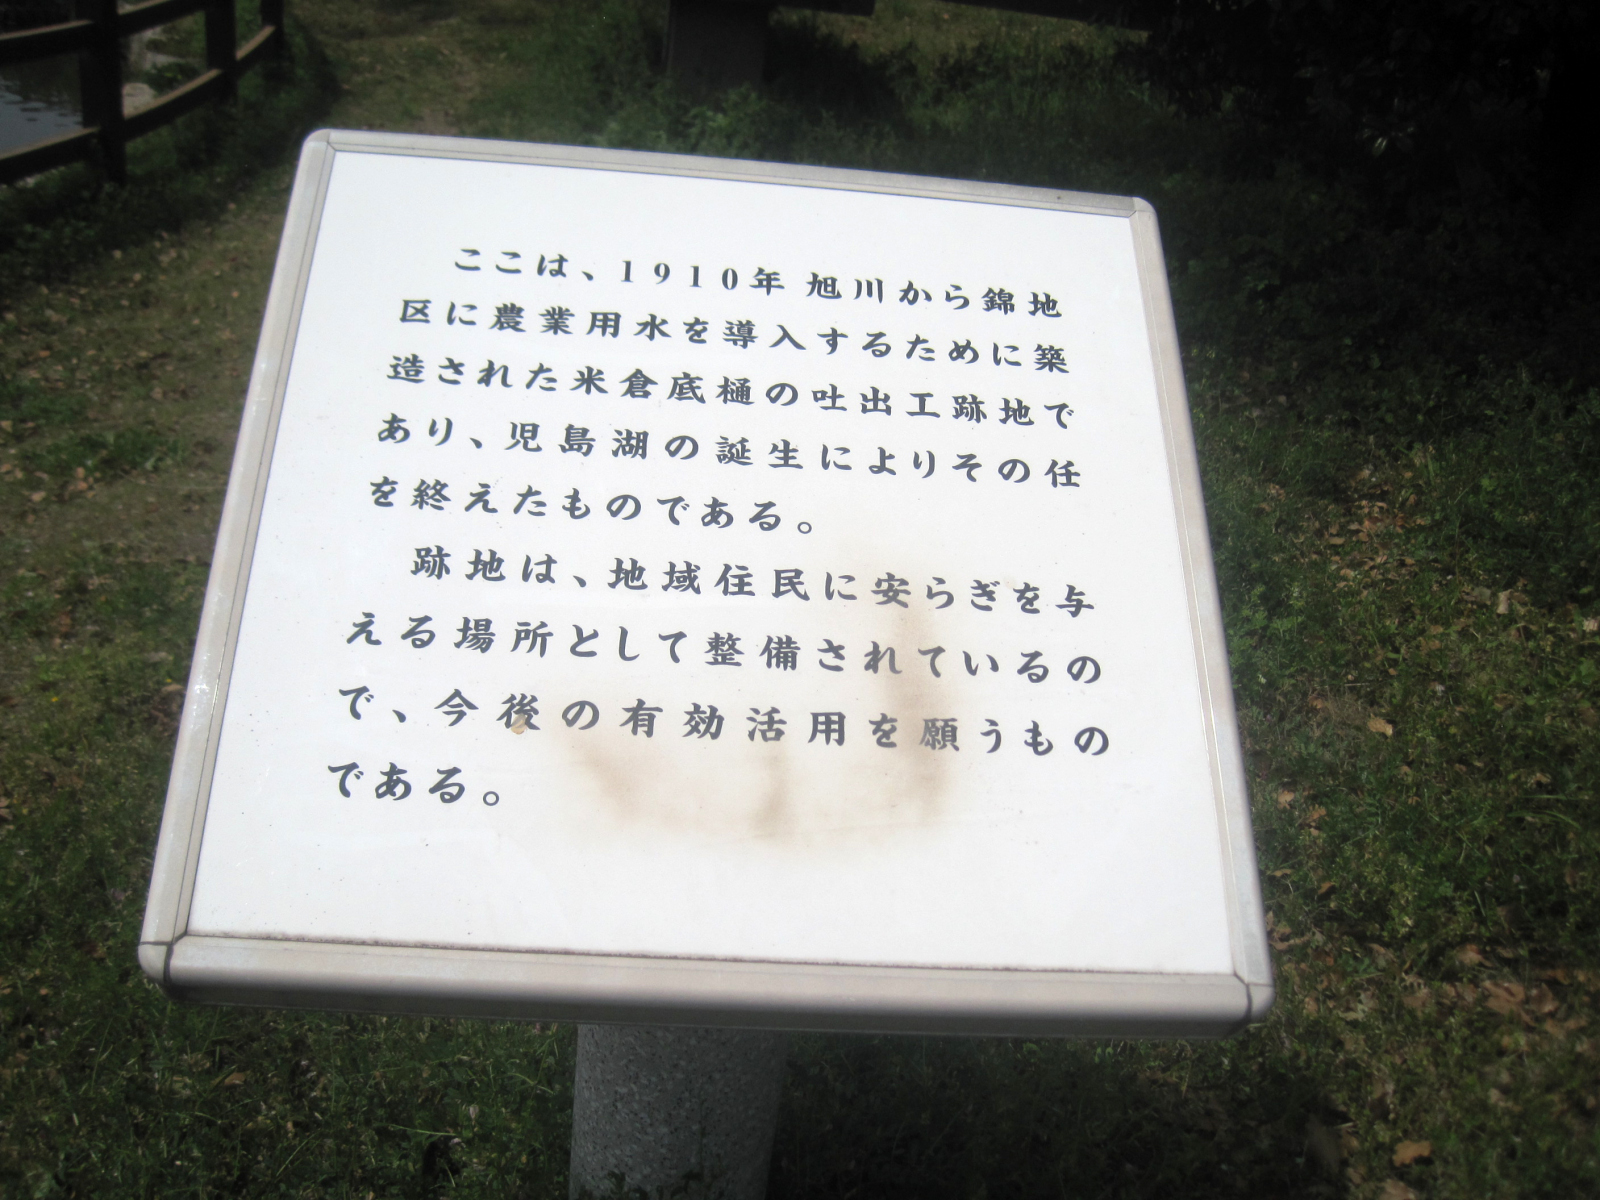 ここは、1910年 旭川から錦地
区に農業用水を導入するために築
造された米倉底樋の吐出工跡地で
あり、児島湖の誕生によりその任
を終えたものである。
跡地は、地域住民に安らぎを与
える場所として整備されているの
で、今後の有効活用を願うもの
である。